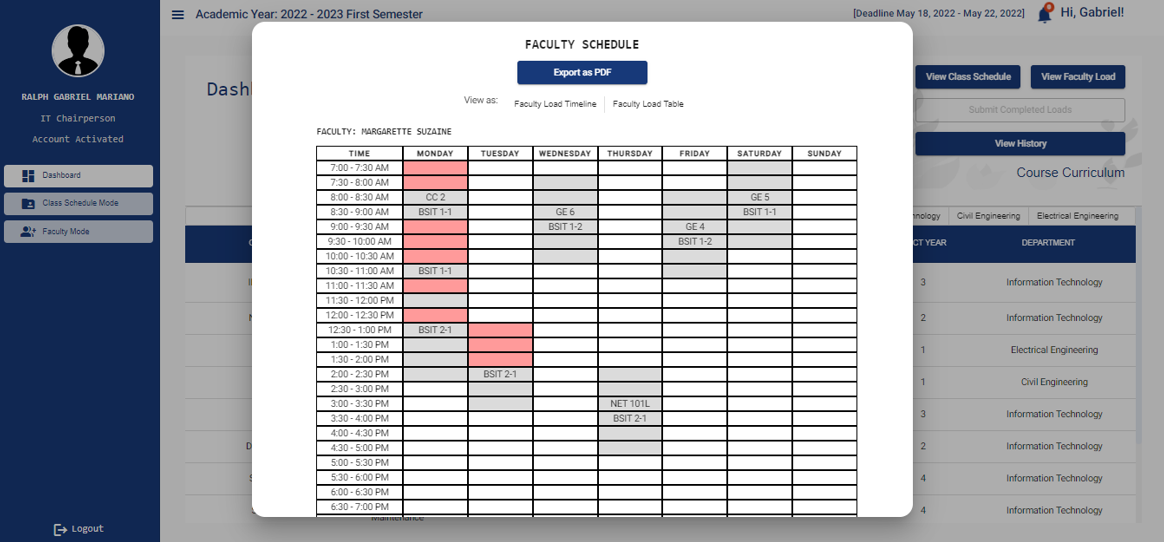 RALPH GABRIEL MARIANO
IT Chairperson
Account Activated
Dashboard
Class Schedule Mode
Faculty Mode
Logout
Academic Year: 2022 - 2023 First Semester
[Deadline May 18, 2022 - May 22, 2022]
Hi, Gabriel!
FACULTY SCHEDULE
Export as PDF
View as: Faculty Load Timeline Faculty Load Table
FACULTY: MARGARETTE SUZAINE
TIME MONDAY TUESDAY WEDNESDAY THURSDAY FRIDAY SATURDAY SUNDAY
7:00 - 7:30 AM
7:30 - 8:00 AM
8:00 - 8:30 AM CC 2 GE 5
8:30 - 9:00 AM BSIT 1-1 GE 6 BSIT 1-1
9:00 - 9:30 AM BSIT 1-2 GE 4
9:30 - 10:00 AM BSIT 1-2
10:00 - 10:30 AM
10:30 - 11:00 AM BSIT 1-1
11:00 - 11:30 AM
11:30 - 12:00 PM
12:00 - 12:30 PM
12:30 - 1:00 PM BSIT 2-1
1:00 - 1:30 PM
1:30 - 2:00 PM
2:00 - 2:30 PM BSIT 2-1
2:30 - 3:00 PM
3:00 - 3:30 PM NET 101L
3:30 - 4:00 PM BSIT 2-1
4:00 - 4:30 PM
4:30 - 5:00 PM
5:00 - 5:30 PM
5:30 - 6:00 PM
6:00 - 6:30 PM
6:30 - 7:00 PM
View Class Schedule View Faculty Load
Submit Completed Loads
View History
Course Curriculum
Civil Engineering Electrical Engineering
YEAR DEPARTMENT
3 Information Technology
2 Information Technology
1 Electrical Engineering
1 Civil Engineering
3 Information Technology
2 Information Technology
4 Information Technology
4 Information Technology